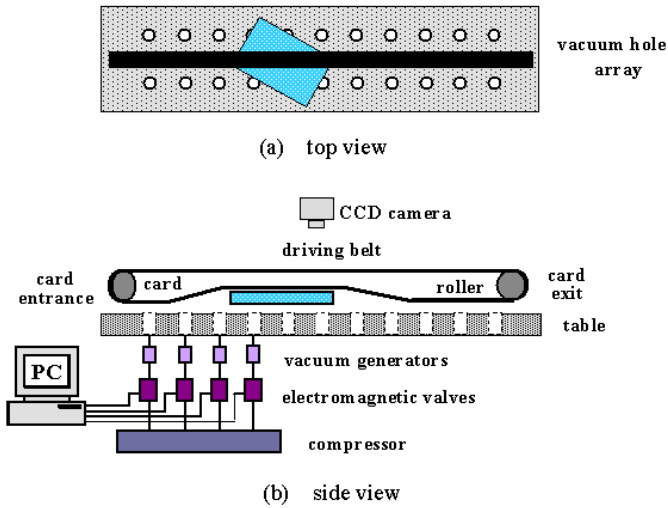 vacuum hole
array
(a) top view
CCD camera
driving belt
card
entrance
card
roller
card
exit
table
PC
vacuum generators
electromagnetic valves
compressor
(b) side view